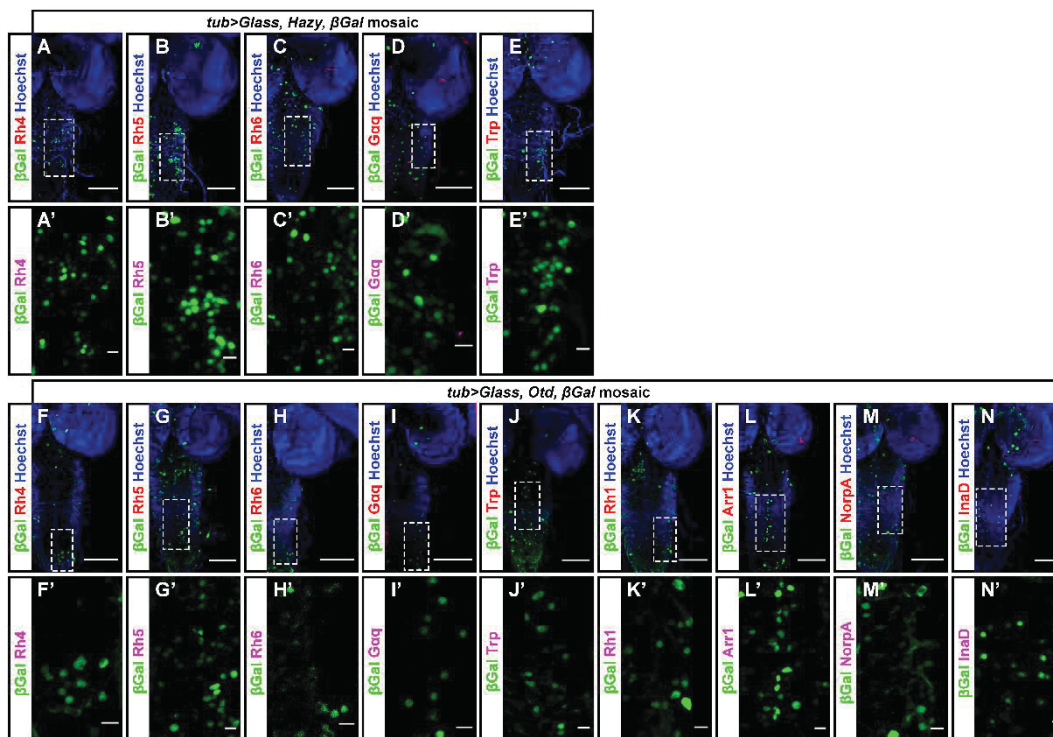 tub>Glass, Hazy, βGal mosaic
A B C D E
βGal Rh4 Hoechst
βGal Rh5 Hoechst
βGal Rh6 Hoechst
βGal Gαq Hoechst
βGal Trp Hoechst
A' B' C' D' E'
βGal Rh4
βGal Rh5
βGal Rh6
βGal Gαq
βGal Trp
tub>Glass, Otd, βGal mosaic
F G H I J K L M N
βGal Rh4 Hoechst
βGal Rh5 Hoechst
βGal Rh6 Hoechst
βGal Gαq Hoechst
βGal Trp Hoechst
βGal Rh1 Hoechst
βGal Arr1 Hoechst
βGal NorpA Hoechst
βGal InaD Hoechst
F' G' H' I' J' K' L' M' N'
βGal Rh4
βGal Rh5
βGal Rh6
βGal Gαq
βGal Trp
βGal Rh1
βGal Arr1
βGal NorpA
βGal InaD